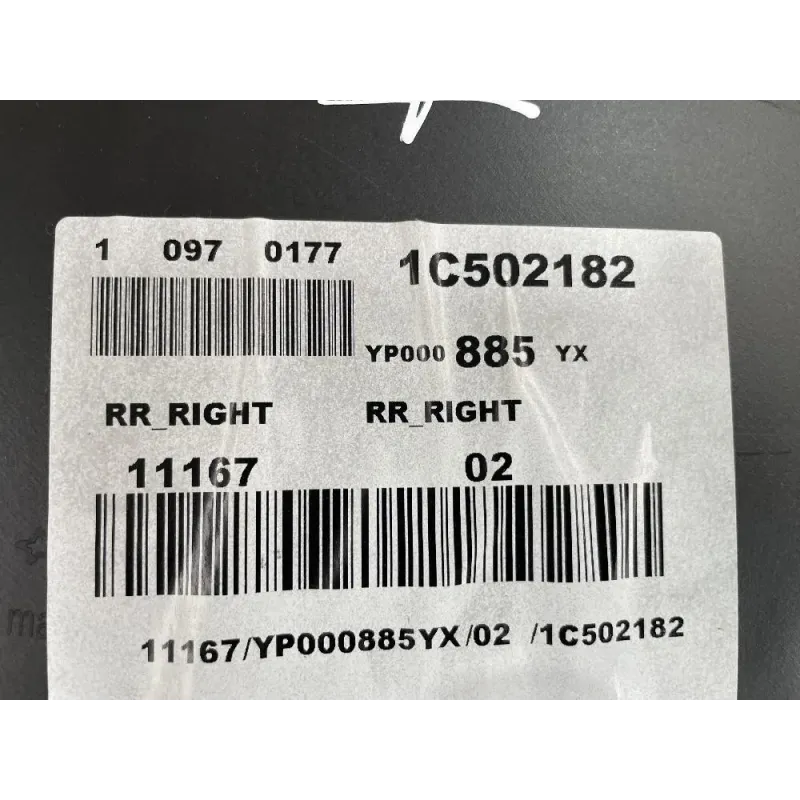 1 097 0177
1C502182
YP000 885 YX
RR_RIGHT RR_RIGHT
11167 02
11167/YP000885YX/02 /1C502182